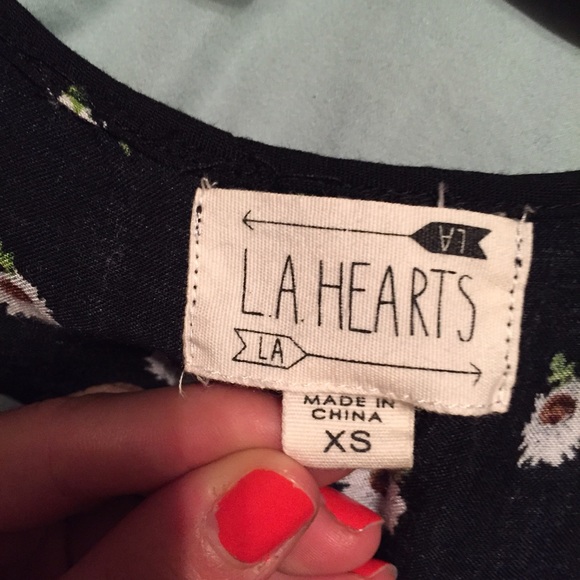 LA
L.A. HEARTS
LA
MADE IN
CHINA
XS